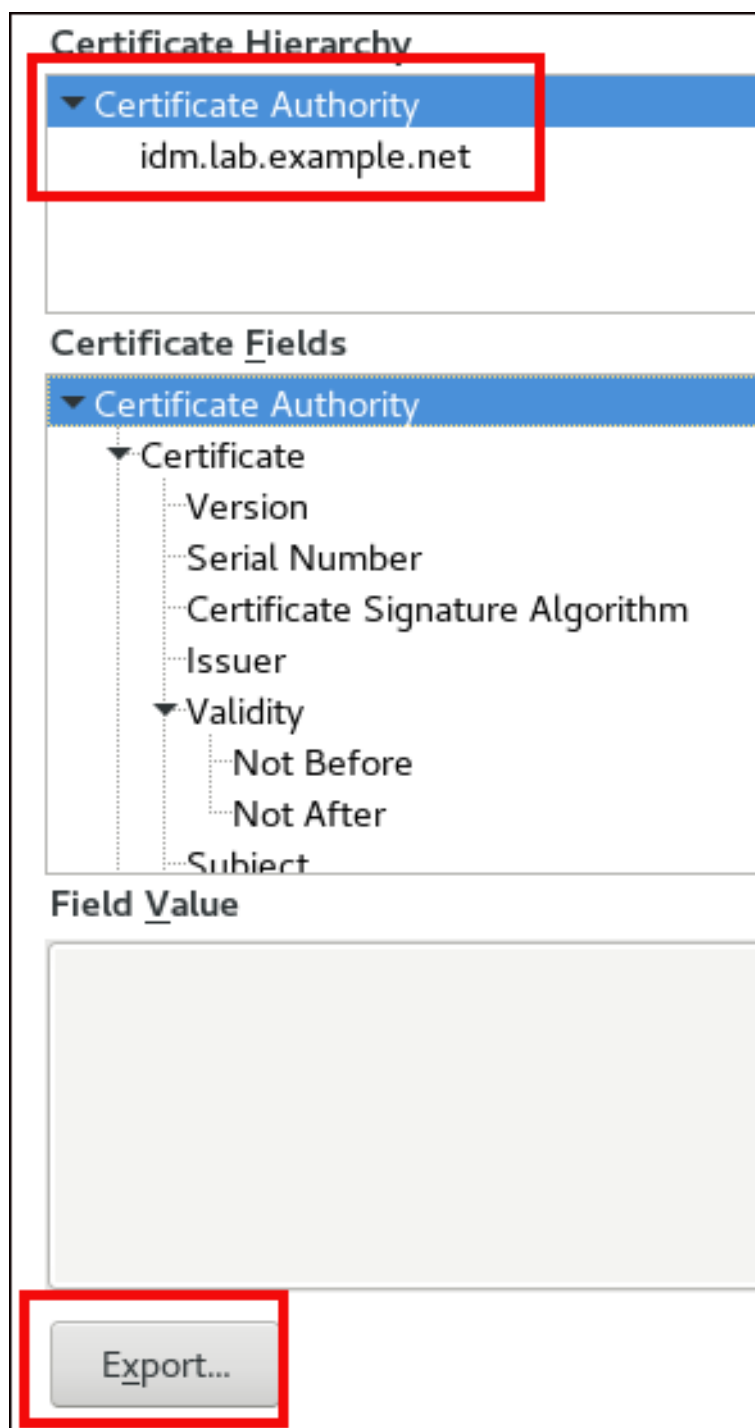 Certificate Hierarchy
Certificate Authority
idm.lab.example.net
Certificate Fields
Certificate Authority
Certificate
Version
Serial Number
Certificate Signature Algorithm
Issuer
Validity
Not Before
Not After
Subject
Field Value
Export...